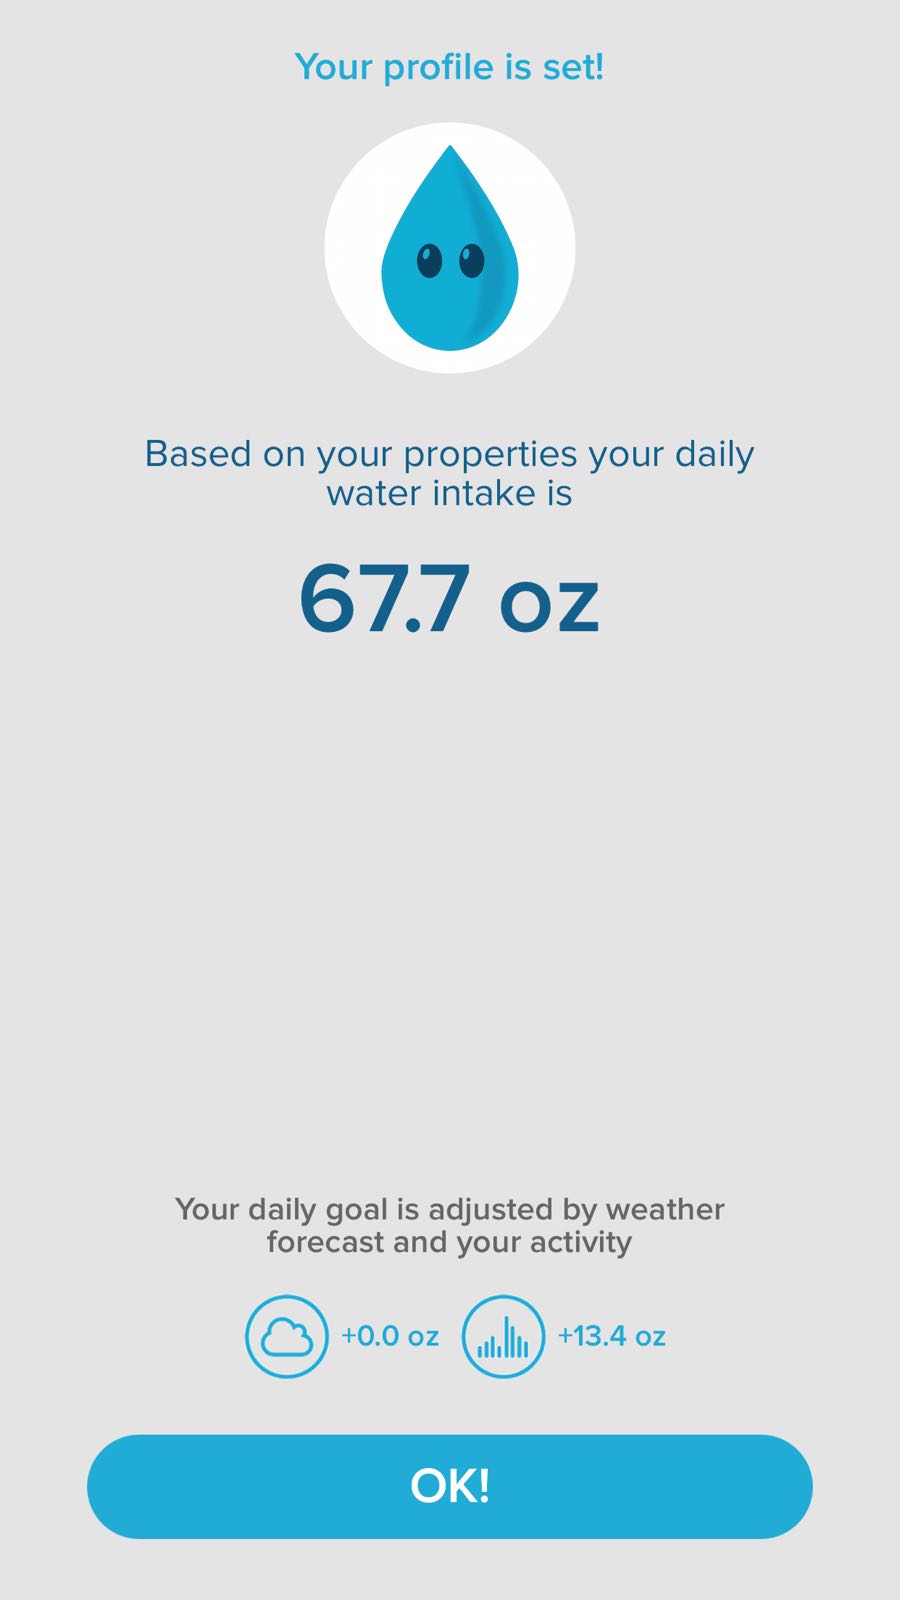 Your profile is set!
Based on your properties your daily
water intake is
67.7 oz
Your daily goal is adjusted by weather
forecast and your activity
+0.0 oz +13.4 oz
OK!